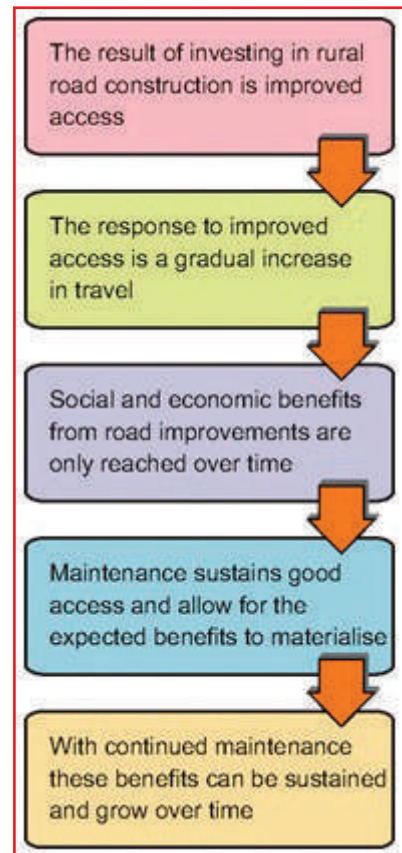 The result of investing in rural
road construction is improved
access
The response to improved
access is a gradual increase
in travel
Social and economic benefits
from road improvements are
only reached over time
Maintenance sustains good
access and allow for the
expected benefits to materialise
With continued maintenance
these benefits can be sustained
and grow over time